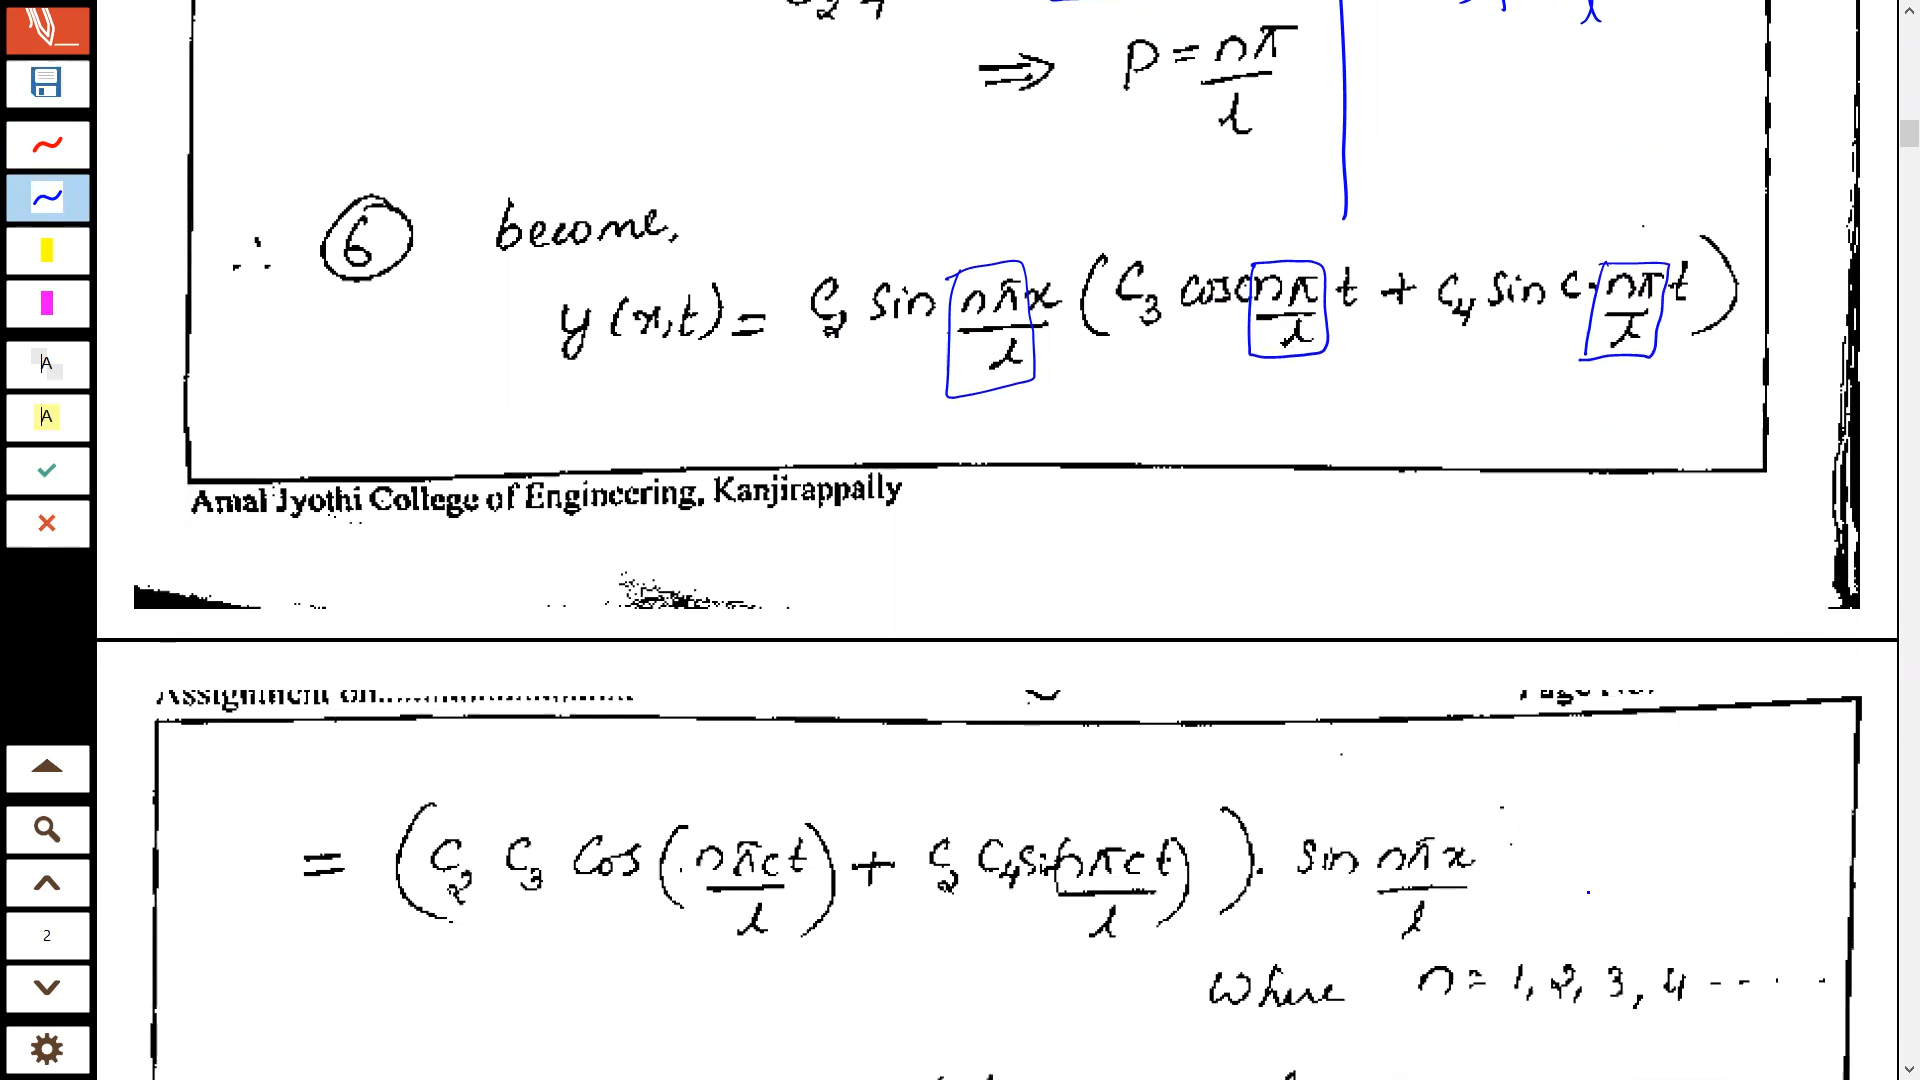 ⇒ P = nπ/l
∴ ⑥ become,
y(x,t) = C₂ sin nπx/l (C₃ cos c nπ/l t + C₄ sin c. nπ/l t)
Amal Jyothi College of Engineering, Kanjirappally
Assignment on..............................
= (C₂ C₃ Cos (nπct/l) + C₂ C₄ sin (nπct/l)). sin nπx/l
where n = 1, 2, 3, 4 - - - -
2